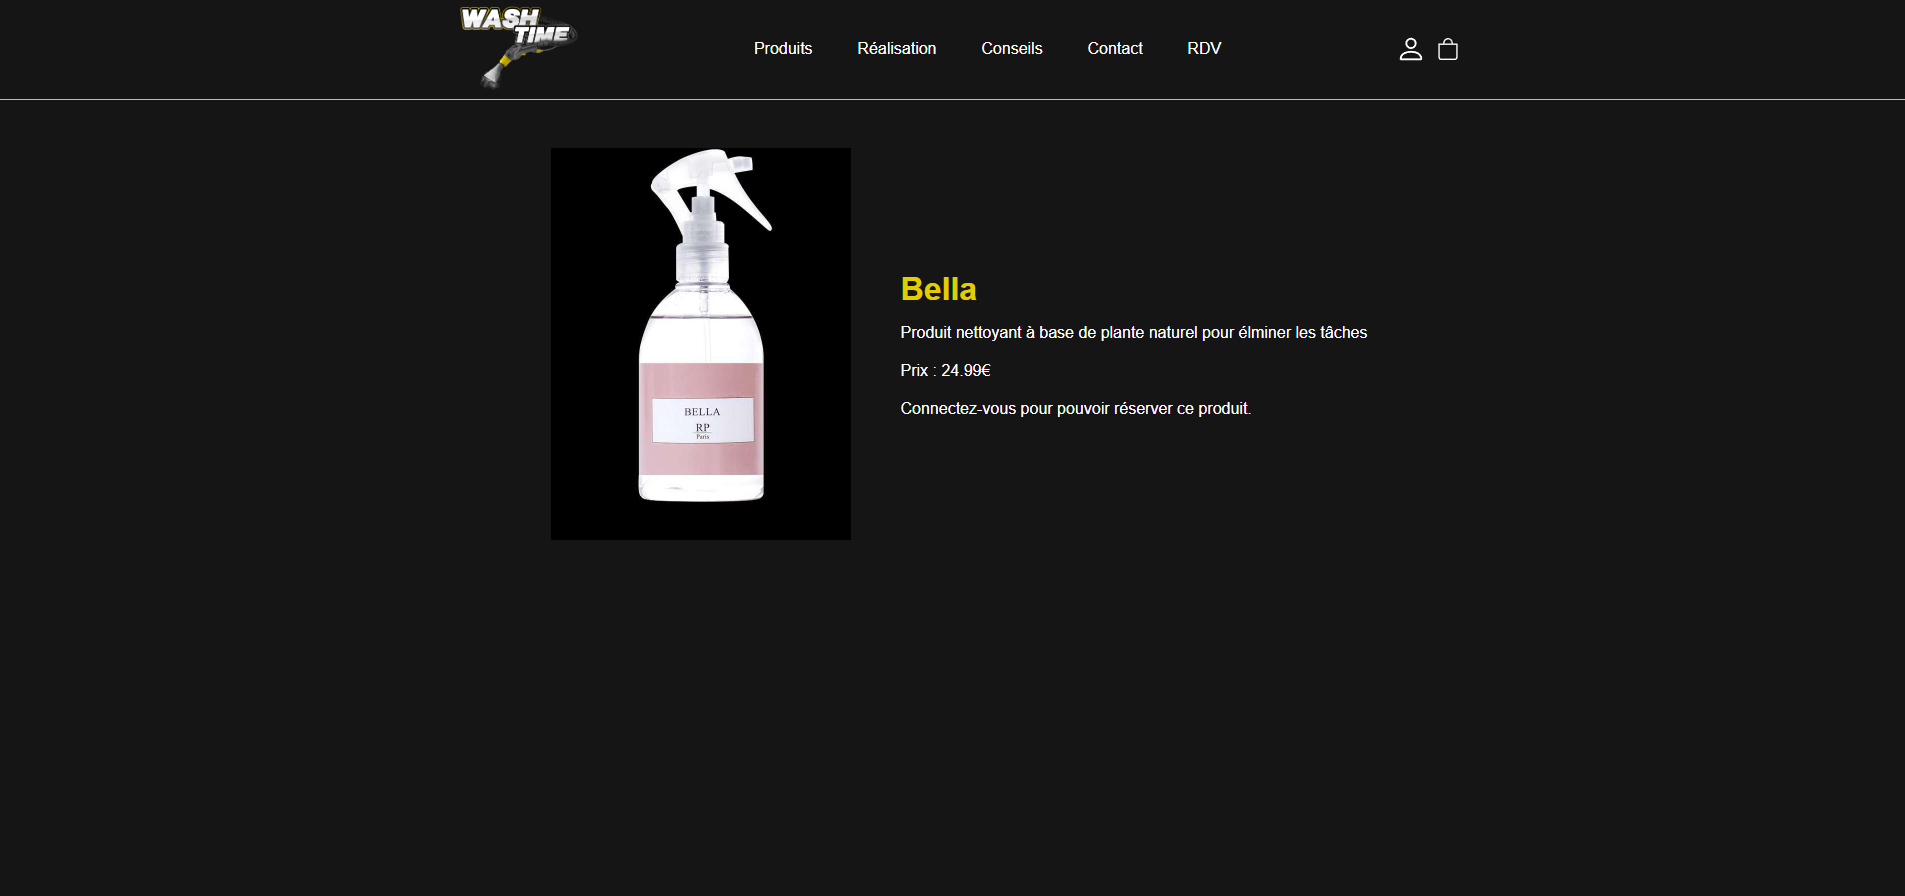 WASH
TIME
Produits
Réalisation
Conseils
Contact
RDV
BELLA
RP
Paris
Bella
Produit nettoyant à base de plante naturel pour élminer les tâches
Prix : 24.99€
Connectez-vous pour pouvoir réserver ce produit.